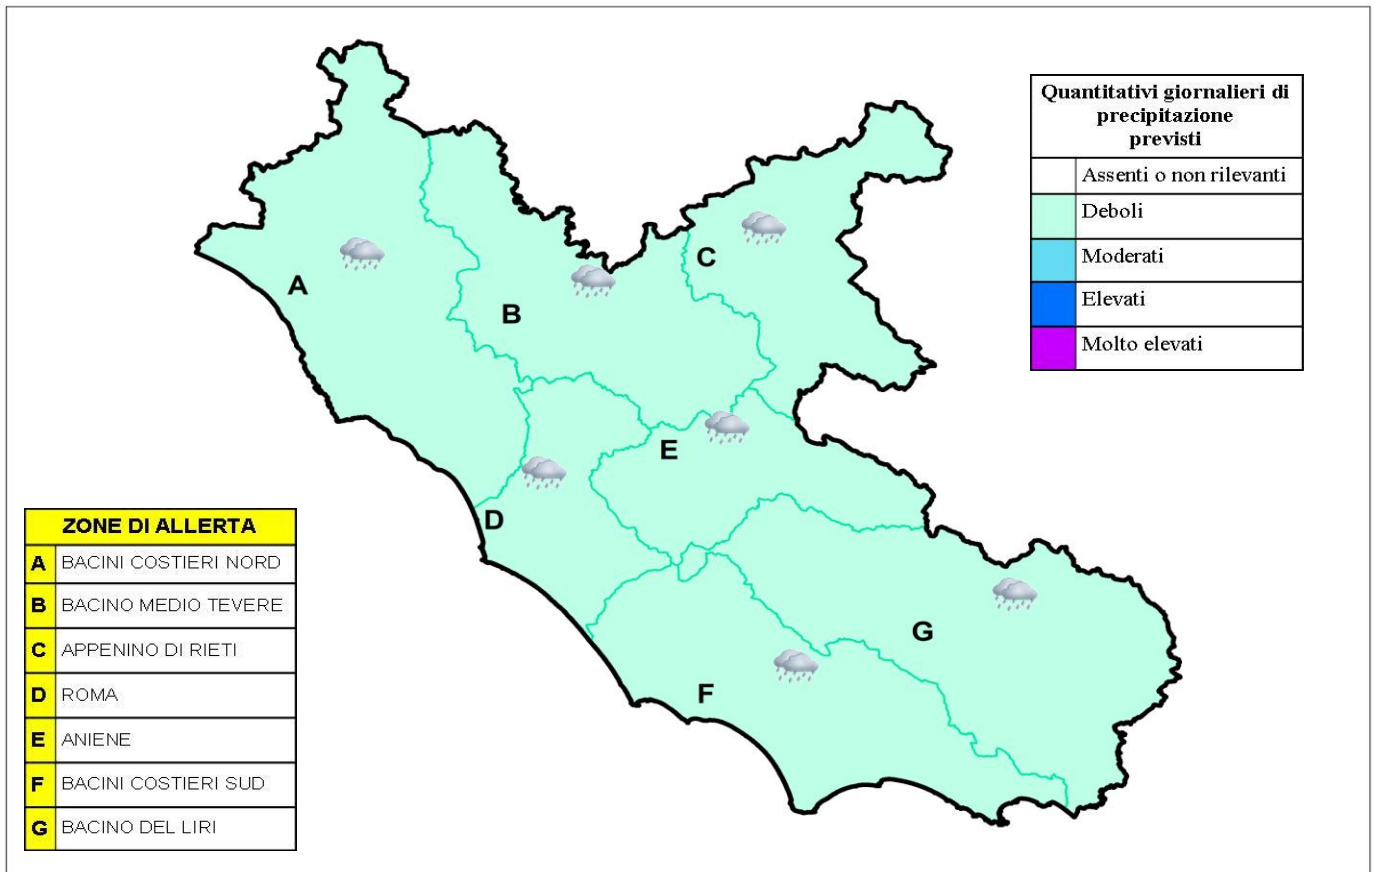 Quantitativi giornalieri di
precipitazione
previsti
Assenti o non rilevanti
Deboli
Moderati
Elevati
Molto elevati
A
B
C
D
E
F
G
ZONE DI ALLERTA
A BACINI COSTIERI NORD
B BACINO MEDIO TEVERE
C APPENINO DI RIETI
D ROMA
E ANIENE
F BACINI COSTIERI SUD
G BACINO DEL LIRI